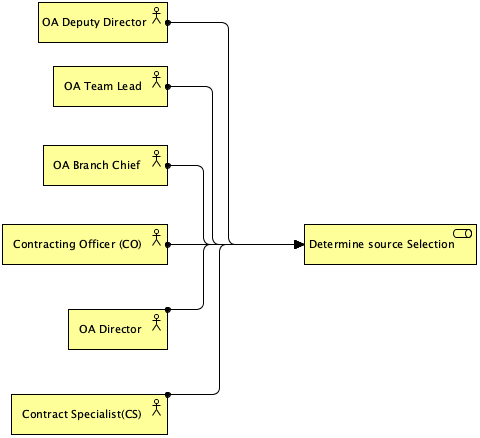 OA Deputy Director
OA Team Lead
OA Branch Chief
Contracting Officer (CO)
Determine source Selection
OA Director
Contract Specialist(CS)